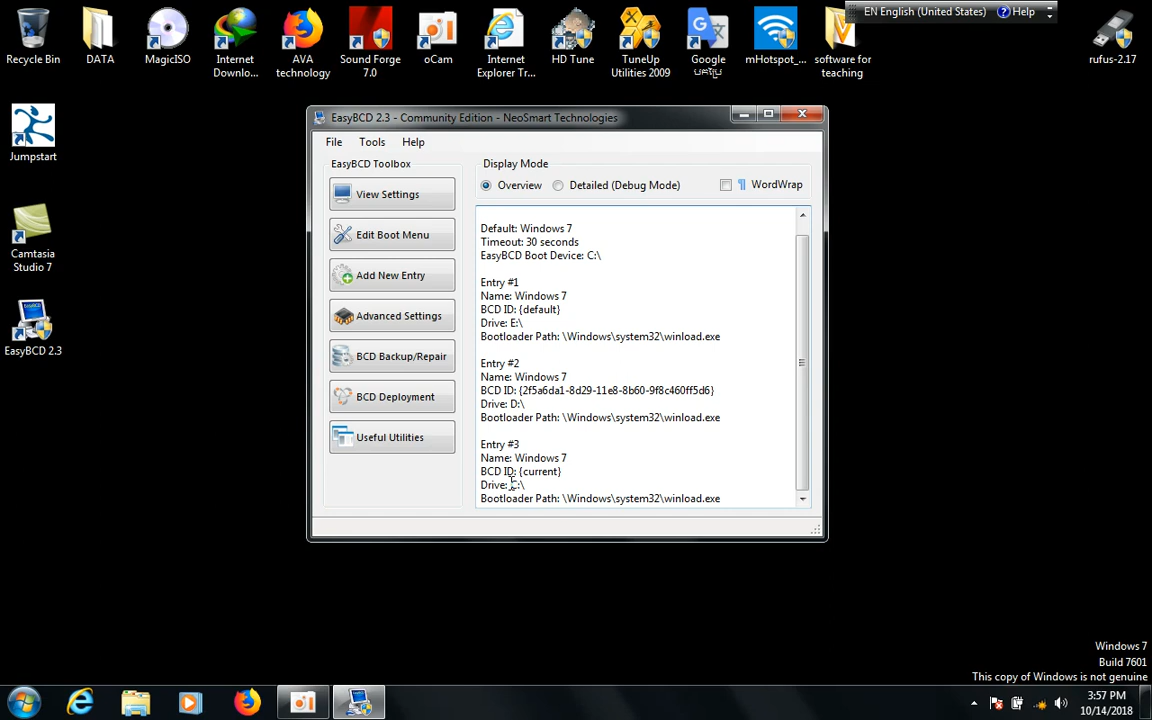 EN English (United States)
Help
Recycle Bin
DATA
MagicISO
Internet
Downlo...
AVA
technology
Sound Forge
7.0
oCam
Internet
Explorer Tr...
HD Tune
TuneUp
Utilities 2009
Google
mHotspot_...
software for
teaching
rufus-2.17
Jumpstart
Camtasia
Studio 7
EasyBCD 2.3
EasyBCD 2.3 - Community Edition - NeoSmart Technologies
File
Tools
Help
EasyBCD Toolbox
View Settings
Edit Boot Menu
Add New Entry
Advanced Settings
BCD Backup/Repair
BCD Deployment
Useful Utilities
Display Mode
Overview
Detailed (Debug Mode)
WordWrap
Default: Windows 7
Timeout: 30 seconds
EasyBCD Boot Device: C:\
Entry #1
Name: Windows 7
BCD ID: {default}
Drive: E:\
Bootloader Path: \Windows\system32\winload.exe
Entry #2
Name: Windows 7
BCD ID: {2f5a6da1-8d29-11e8-8b60-9f8c460ff5d6}
Drive: D:\
Bootloader Path: \Windows\system32\winload.exe
Entry #3
Name: Windows 7
BCD ID: {current}
Drive: C:\
Bootloader Path: \Windows\system32\winload.exe
Windows 7
Build 7601
This copy of Windows is not genuine
3:57 PM
10/14/2018